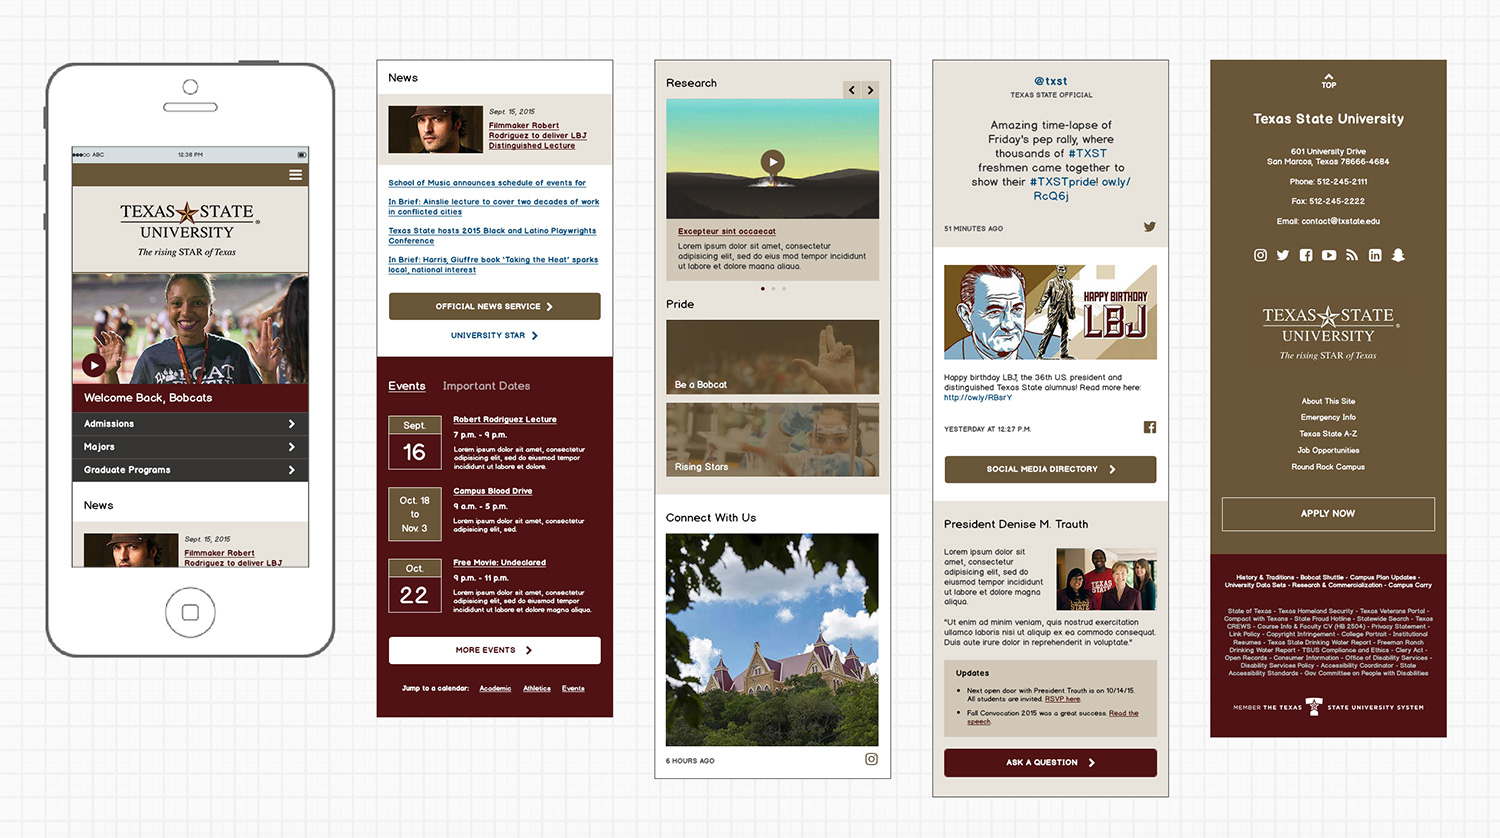 ABC
12:38 PM
TEXAS STATE
UNIVERSITY
®
The rising STAR of Texas
Welcome Back, Bobcats
Admissions
Majors
Graduate Programs
News
Sept. 15, 2015
Filmmaker Robert
Rodriguez to deliver LBJ
News
Sept. 15, 2015
Filmmaker Robert
Rodriguez to deliver LBJ
Distinguished Lecture
School of Music announces schedule of events for
In Brief: Ainslie lecture to cover two decades of work
in conflicted cities
Texas State hosts 2015 Black and Latino Playwrights
Conference
In Brief: Harris, Giuffre book 'Taking the Heat' sparks
local, national interest
OFFICIAL NEWS SERVICE
UNIVERSITY STAR
Events Important Dates
Sept.
16
Robert Rodriguez Lecture
7 p.m. - 9 p.m.
Lorem ipsum dolor sit amet, consectetur
adipisicing elit, sed do eiusmod tempor
incididunt ut labore et dolore.
Oct. 18
to
Nov. 3
Campus Blood Drive
9 a.m. - 5 p.m.
Lorem ipsum dolor sit amet, consectetur
adipisicing elit, sed.
Oct.
22
Free Movie: Undeclared
9 p.m. - 11 p.m.
Lorem ipsum dolor sit amet, consectetur
adipisicing elit, sed do eiusmod tempor
incididunt ut labore et dolore magna aliqua.
MORE EVENTS
Jump to a calendar: Academic Athletics Events
Research
Excepteur sint occaecat
Lorem ipsum dolor sit amet, consectetur
adipisicing elit, sed do eius mod tempor incididunt
ut labore et dolore magna aliqua.
Pride
Be a Bobcat
Rising Stars
Connect With Us
6 HOURS AGO
@txst
TEXAS STATE OFFICIAL
Amazing time-lapse of
Friday's pep rally, where
thousands of #TXST
freshmen came together to
show their #TXSTpride! ow.ly/
RcQ6j
51 MINUTES AGO
HAPPY BIRTHDAY
LBJ
Happy birthday LBJ, the 36th U.S. president and
distinguished Texas State alumnus! Read more here:
http://ow.ly/RBsrY
YESTERDAY AT 12:27 P.M.
SOCIAL MEDIA DIRECTORY
President Denise M. Trauth
Lorem ipsum dolor sit
amet, consectetur
adipisicing elit, sed do
eiusmod tempor incididunt
ut labore et dolore magna
aliqua.
"Ut enim ad minim veniam, quis nostrud exercitation
ullamco laboris nisi ut aliquip ex ea commodo consequat.
Duis aute irure dolor in reprehenderit in voluptate."
Updates
Next open door with President Trauth is on 10/14/15.
All students are invited. RSVP here.
Fall Convocation 2015 was a great success. Read the
speech.
ASK A QUESTION
TOP
Texas State University
601 University Drive
San Marcos, Texas 78666-4684
Phone: 512-245-2111
Fax: 512-245-2222
Email: contact@txstate.edu
TEXAS STATE
UNIVERSITY
®
The rising STAR of Texas
About This Site
Emergency Info
Texas State A-Z
Job Opportunities
Round Rock Campus
APPLY NOW
History & Traditions - Bobcat Shuttle - Campus Plan Updates -
University Data Sets - Research & Commercialization - Campus Carry
State of Texas - Texas Homeland Security - Texas Veterans Portal -
Compact with Texans - State Fraud Hotline - Statewide Search - Texas
CREWS - Course Info & Faculty CV (HB 2504) - Privacy Statement -
Link Policy - Copyright Infringement - College Portrait - Institutional
Resumes - Texas State Drinking Water Report - Freeman Ranch
Drinking Water Report - TSUS Compliance and Ethics - Clery Act -
Open Records - Consumer Information - Office of Disability Services -
Disability Services Policy - Accessibility Coordinator - State
Accessibility Standards - Gov. Committee on People with Disabilities
MEMBER THE TEXAS STATE UNIVERSITY SYSTEM